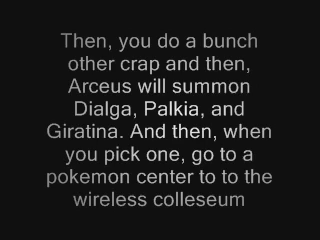 Then, you do a bunch
other crap and then,
Arceus will summon
Dialga, Palkia, and
Giratina. And then, when
you pick one, go to a
pokemon center to to the
wireless colleseum